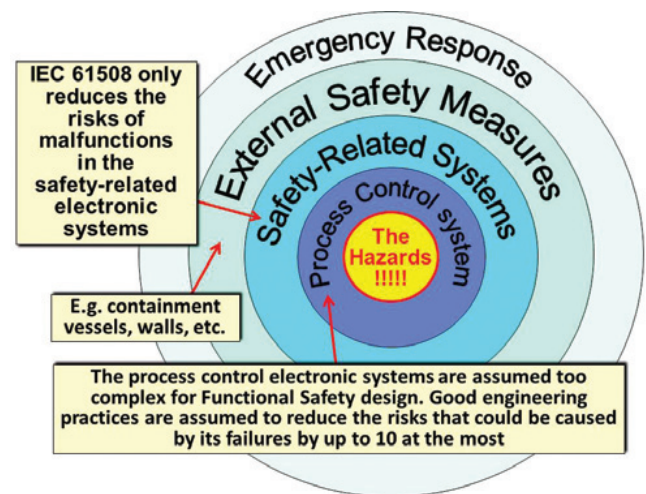 Emergency Response
External Safety Measures
Safety-Related Systems
Process Control system
The
Hazards
!!!!!
IEC 61508 only
reduces the
risks of
malfunctions
in the
safety-related
electronic
systems
E.g. containment
vessels, walls, etc.
The process control electronic systems are assumed too
complex for Functional Safety design. Good engineering
practices are assumed to reduce the risks that could be caused
by its failures by up to 10 at the most